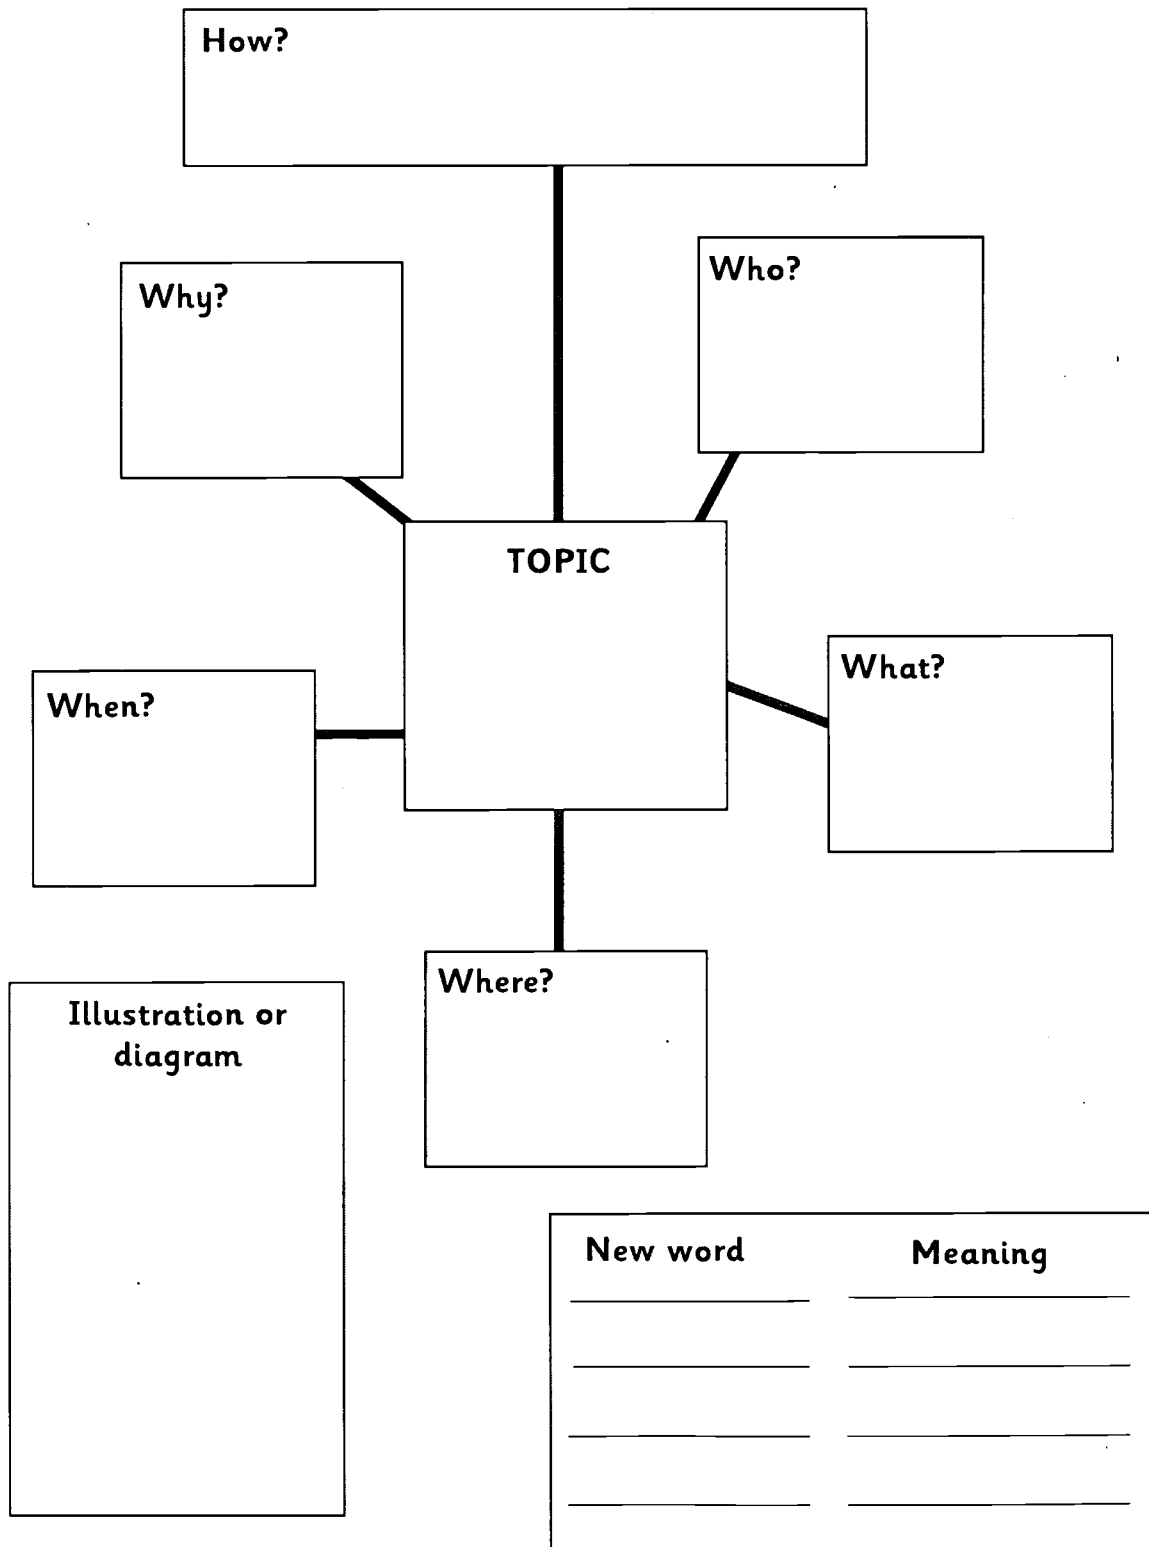 How?
Why?
Who?
TOPIC
When?
What?
Where?
Illustration or
diagram
New word Meaning